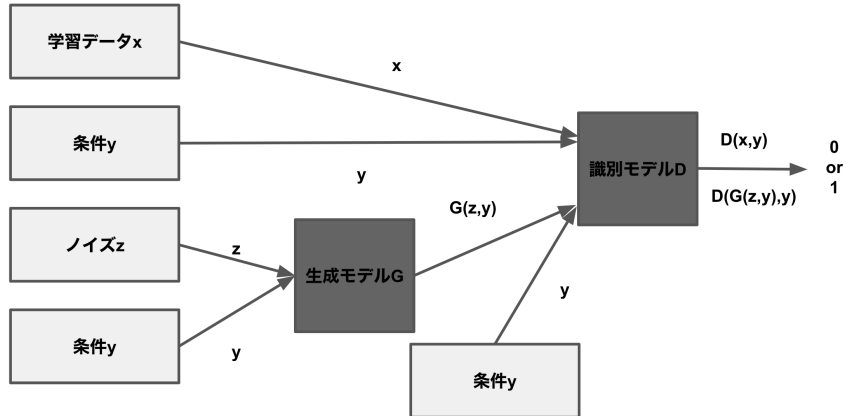 学習データx
x
条件y
y
ノイズz
z
条件y
y
生成モデルG
G(z,y)
条件y
y
識別モデルD
D(x,y)
D(G(z,y),y)
0
or
1